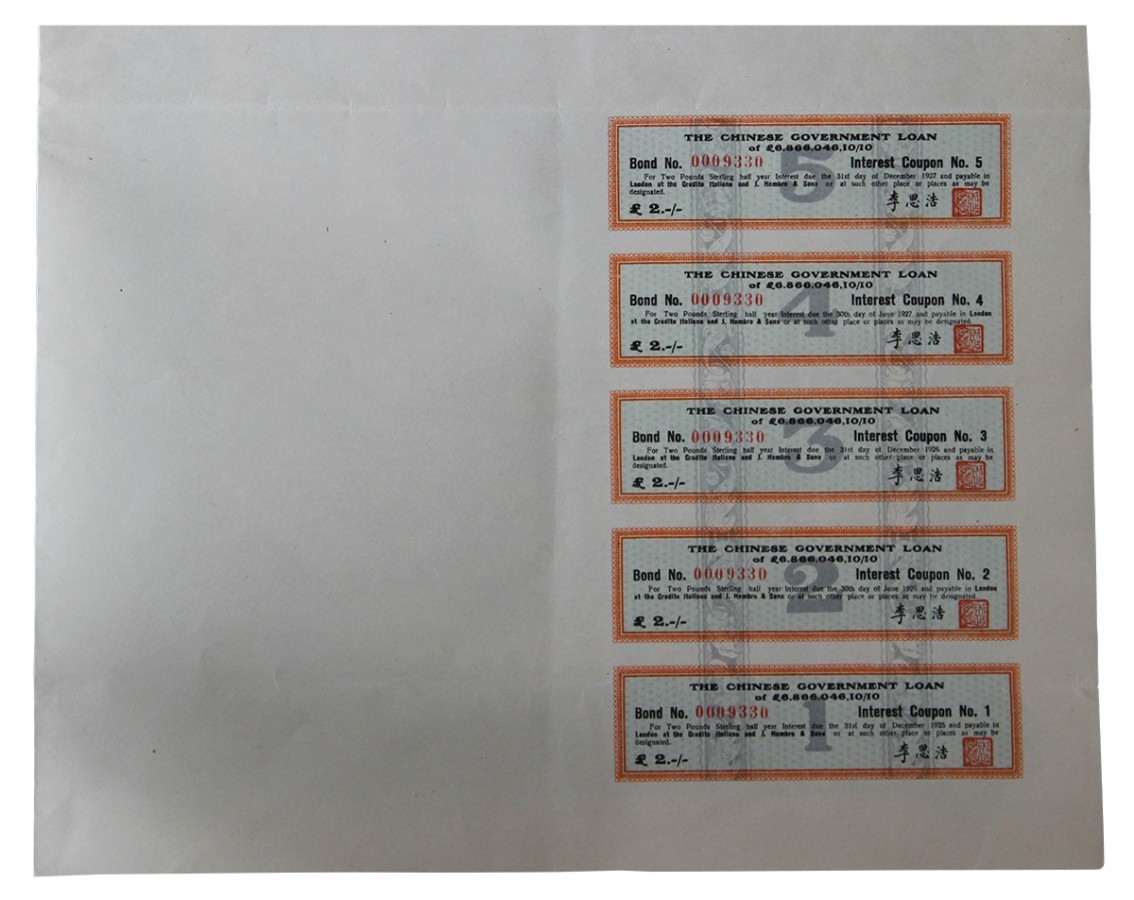 THE CHINESE GOVERNMENT LOAN
of £6.866.046,10/10
Bond No. 0009330 Interest Coupon No. 5
For Two Pounds Sterling half year Interest due the 31st day of December 1927 and payable in
London at the Credito Italiano and J. Hambro & Sons or at such other place or places as may be
designated.
£ 2.-/- 李思浩
5
THE CHINESE GOVERNMENT LOAN
of £6.866.046,10/10
Bond No. 0009330 Interest Coupon No. 4
For Two Pounds Sterling half year Interest due the 30th day of June 1927 and payable in London
at the Credito Italiano and J. Hambro & Sons or at such other place or places as may be designated.
£ 2.-/- 李思浩
4
THE CHINESE GOVERNMENT LOAN
of £6.866.046,10/10
Bond No. 0009330 Interest Coupon No. 3
For Two Pounds Sterling half year Interest due the 31st day of December 1926 and payable in
London at the Credito Italiano and J. Hambro & Sons or at such other place or places as may be
designated.
£ 2.-/- 李思浩
3
THE CHINESE GOVERNMENT LOAN
of £6.866.046,10/10
Bond No. 0009330 Interest Coupon No. 2
For Two Pounds Sterling half year Interest due the 30th day of June 1926 and payable in London
at the Credito Italiano and J. Hambro & Sons or at such other place or places as may be designated
£ 2.-/- 李思浩
2
THE CHINESE GOVERNMENT LOAN
of £6.866.046,10/10
Bond No. 0009330 Interest Coupon No. 1
For Two Pounds Sterling half year Interest due the 31st day of December 1925 and payable in
London at the Credito Italiano and J. Hambro & Sons or at such other place or places as may be
designated.
£ 2.-/- 李思浩
1